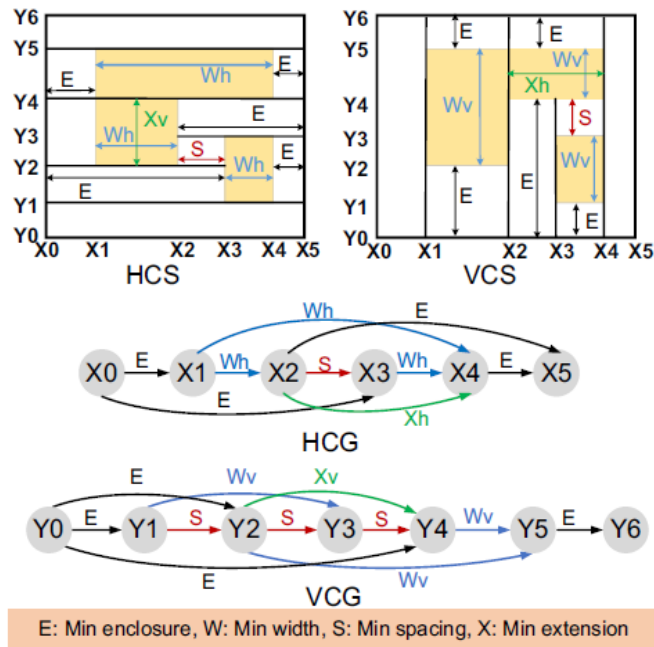 Y6
Y5
Y4
Y3
Y2
Y1
Y0
E
Wh
E
Xv
E
Wh
S
Wh
E
E
X0 X1 X2 X3 X4 X5
HCS
Y6
Y5
Y4
Y3
Y2
Y1
Y0
E
E
Wv
Xh
Wv
S
Wv
E
E
E
X0 X1 X2 X3 X4 X5
VCS
Wh
E
X0 E X1 Wh X2 S X3 Wh X4 E X5
E
Xh
HCG
E
Wv
Xv
Y0 E Y1 S Y2 S Y3 S Y4 Wv Y5 E Y6
E
Wv
VCG
E: Min enclosure, W: Min width, S: Min spacing, X: Min extension